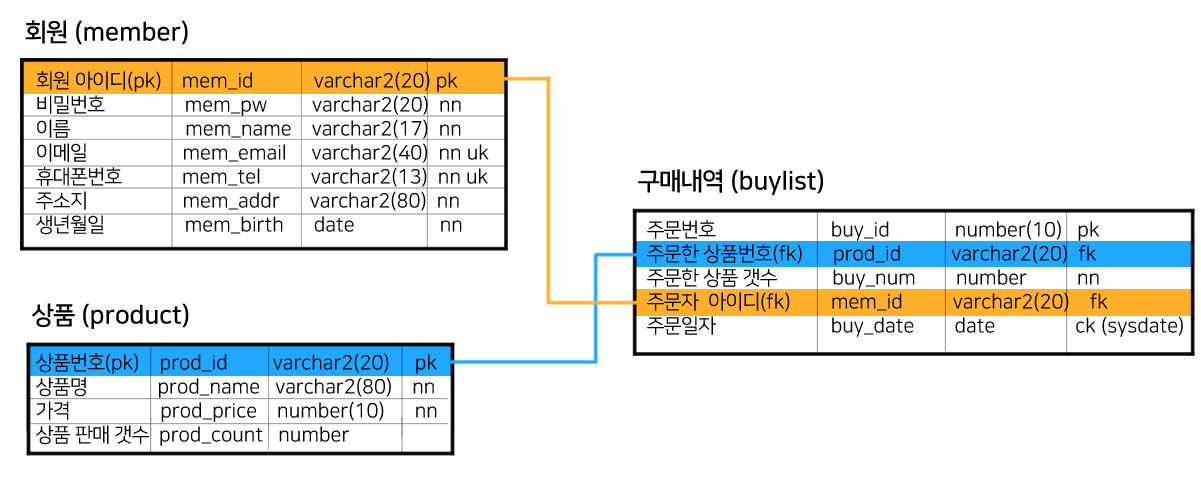 회원 (member)
회원 아이디(pk) mem_id varchar2(20) pk
비밀번호 mem_pw varchar2(20) nn
이름 mem_name varchar2(17) nn
이메일 mem_email varchar2(40) nn uk
휴대폰번호 mem_tel varchar2(13) nn uk
주소지 mem_addr varchar2(80) nn
생년월일 mem_birth date nn
상품 (product)
상품번호(pk) prod_id varchar2(20) pk
상품명 prod_name varchar2(80) nn
가격 prod_price number(10) nn
상품 판매 갯수 prod_count number
구매내역 (buylist)
주문번호 buy_id number(10) pk
주문한 상품번호(fk) prod_id varchar2(20) fk
주문한 상품 갯수 buy_num number nn
주문자 아이디(fk) mem_id varchar2(20) fk
주문일자 buy_date date ck (sysdate)